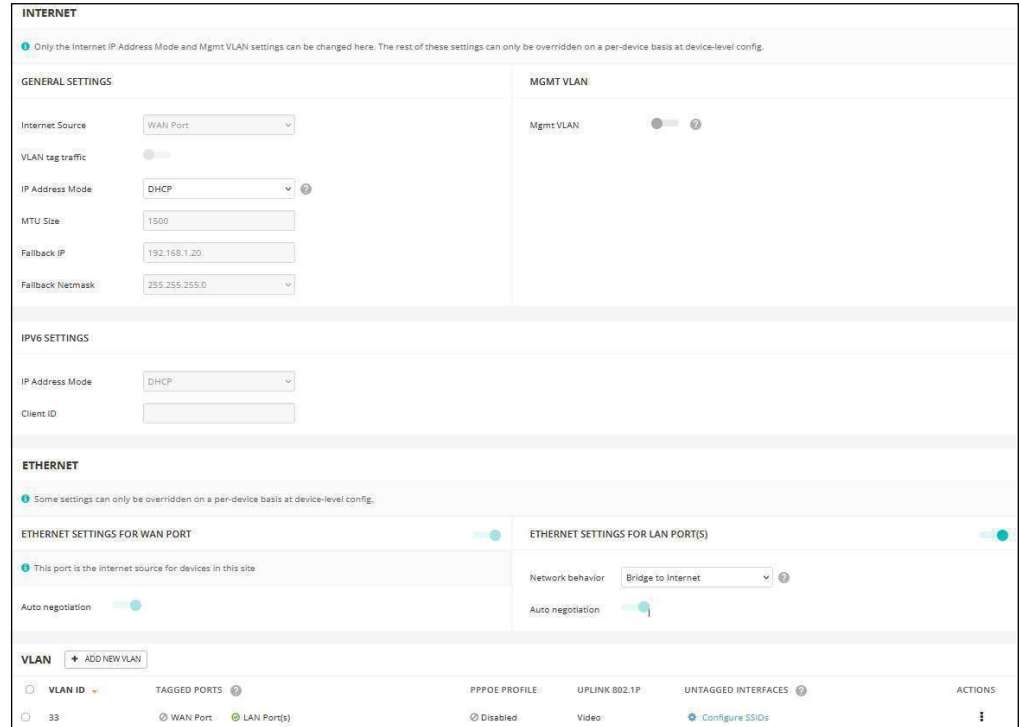 INTERNET
Only the Internet IP Address Mode and Mgmt VLAN settings can be changed here. The rest of these settings can only be overridden on a per-device basis at device-level config.
GENERAL SETTINGS
MGMT VLAN
Internet Source WAN Port
Mgmt VLAN
VLAN tag traffic
IP Address Mode DHCP
MTU Size 1500
Fallback IP 192.168.1.20
Fallback Netmask 255.255.255.0
IPV6 SETTINGS
IP Address Mode DHCP
Client ID
ETHERNET
Some settings can only be overridden on a per-device basis at device-level config.
ETHERNET SETTINGS FOR WAN PORT
ETHERNET SETTINGS FOR LAN PORT(S)
This port is the internet source for devices in this site
Network behavior Bridge to Internet
Auto negotiation
Auto negotiation
VLAN + ADD NEW VLAN
VLAN ID TAGGED PORTS PPPOE PROFILE UPLINK 802.1P UNTAGGED INTERFACES ACTIONS
33 WAN Port LAN Port(s) Disabled Video Configure SSIDs